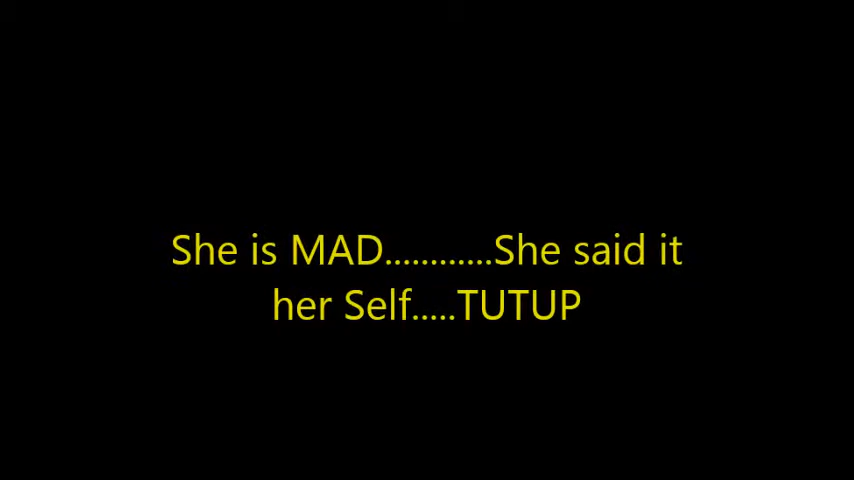 She is MAD............She said it
her Self.....TUTUP